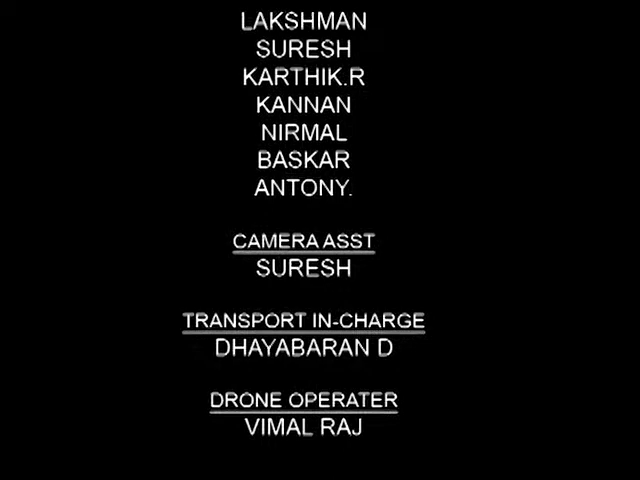 LAKSHMAN
SURESH
KARTHIK.R
KANNAN
NIRMAL
BASKAR
ANTONY.
CAMERA ASST
SURESH
TRANSPORT IN-CHARGE
DHAYABARAN D
DRONE OPERATER
VIMAL RAJ